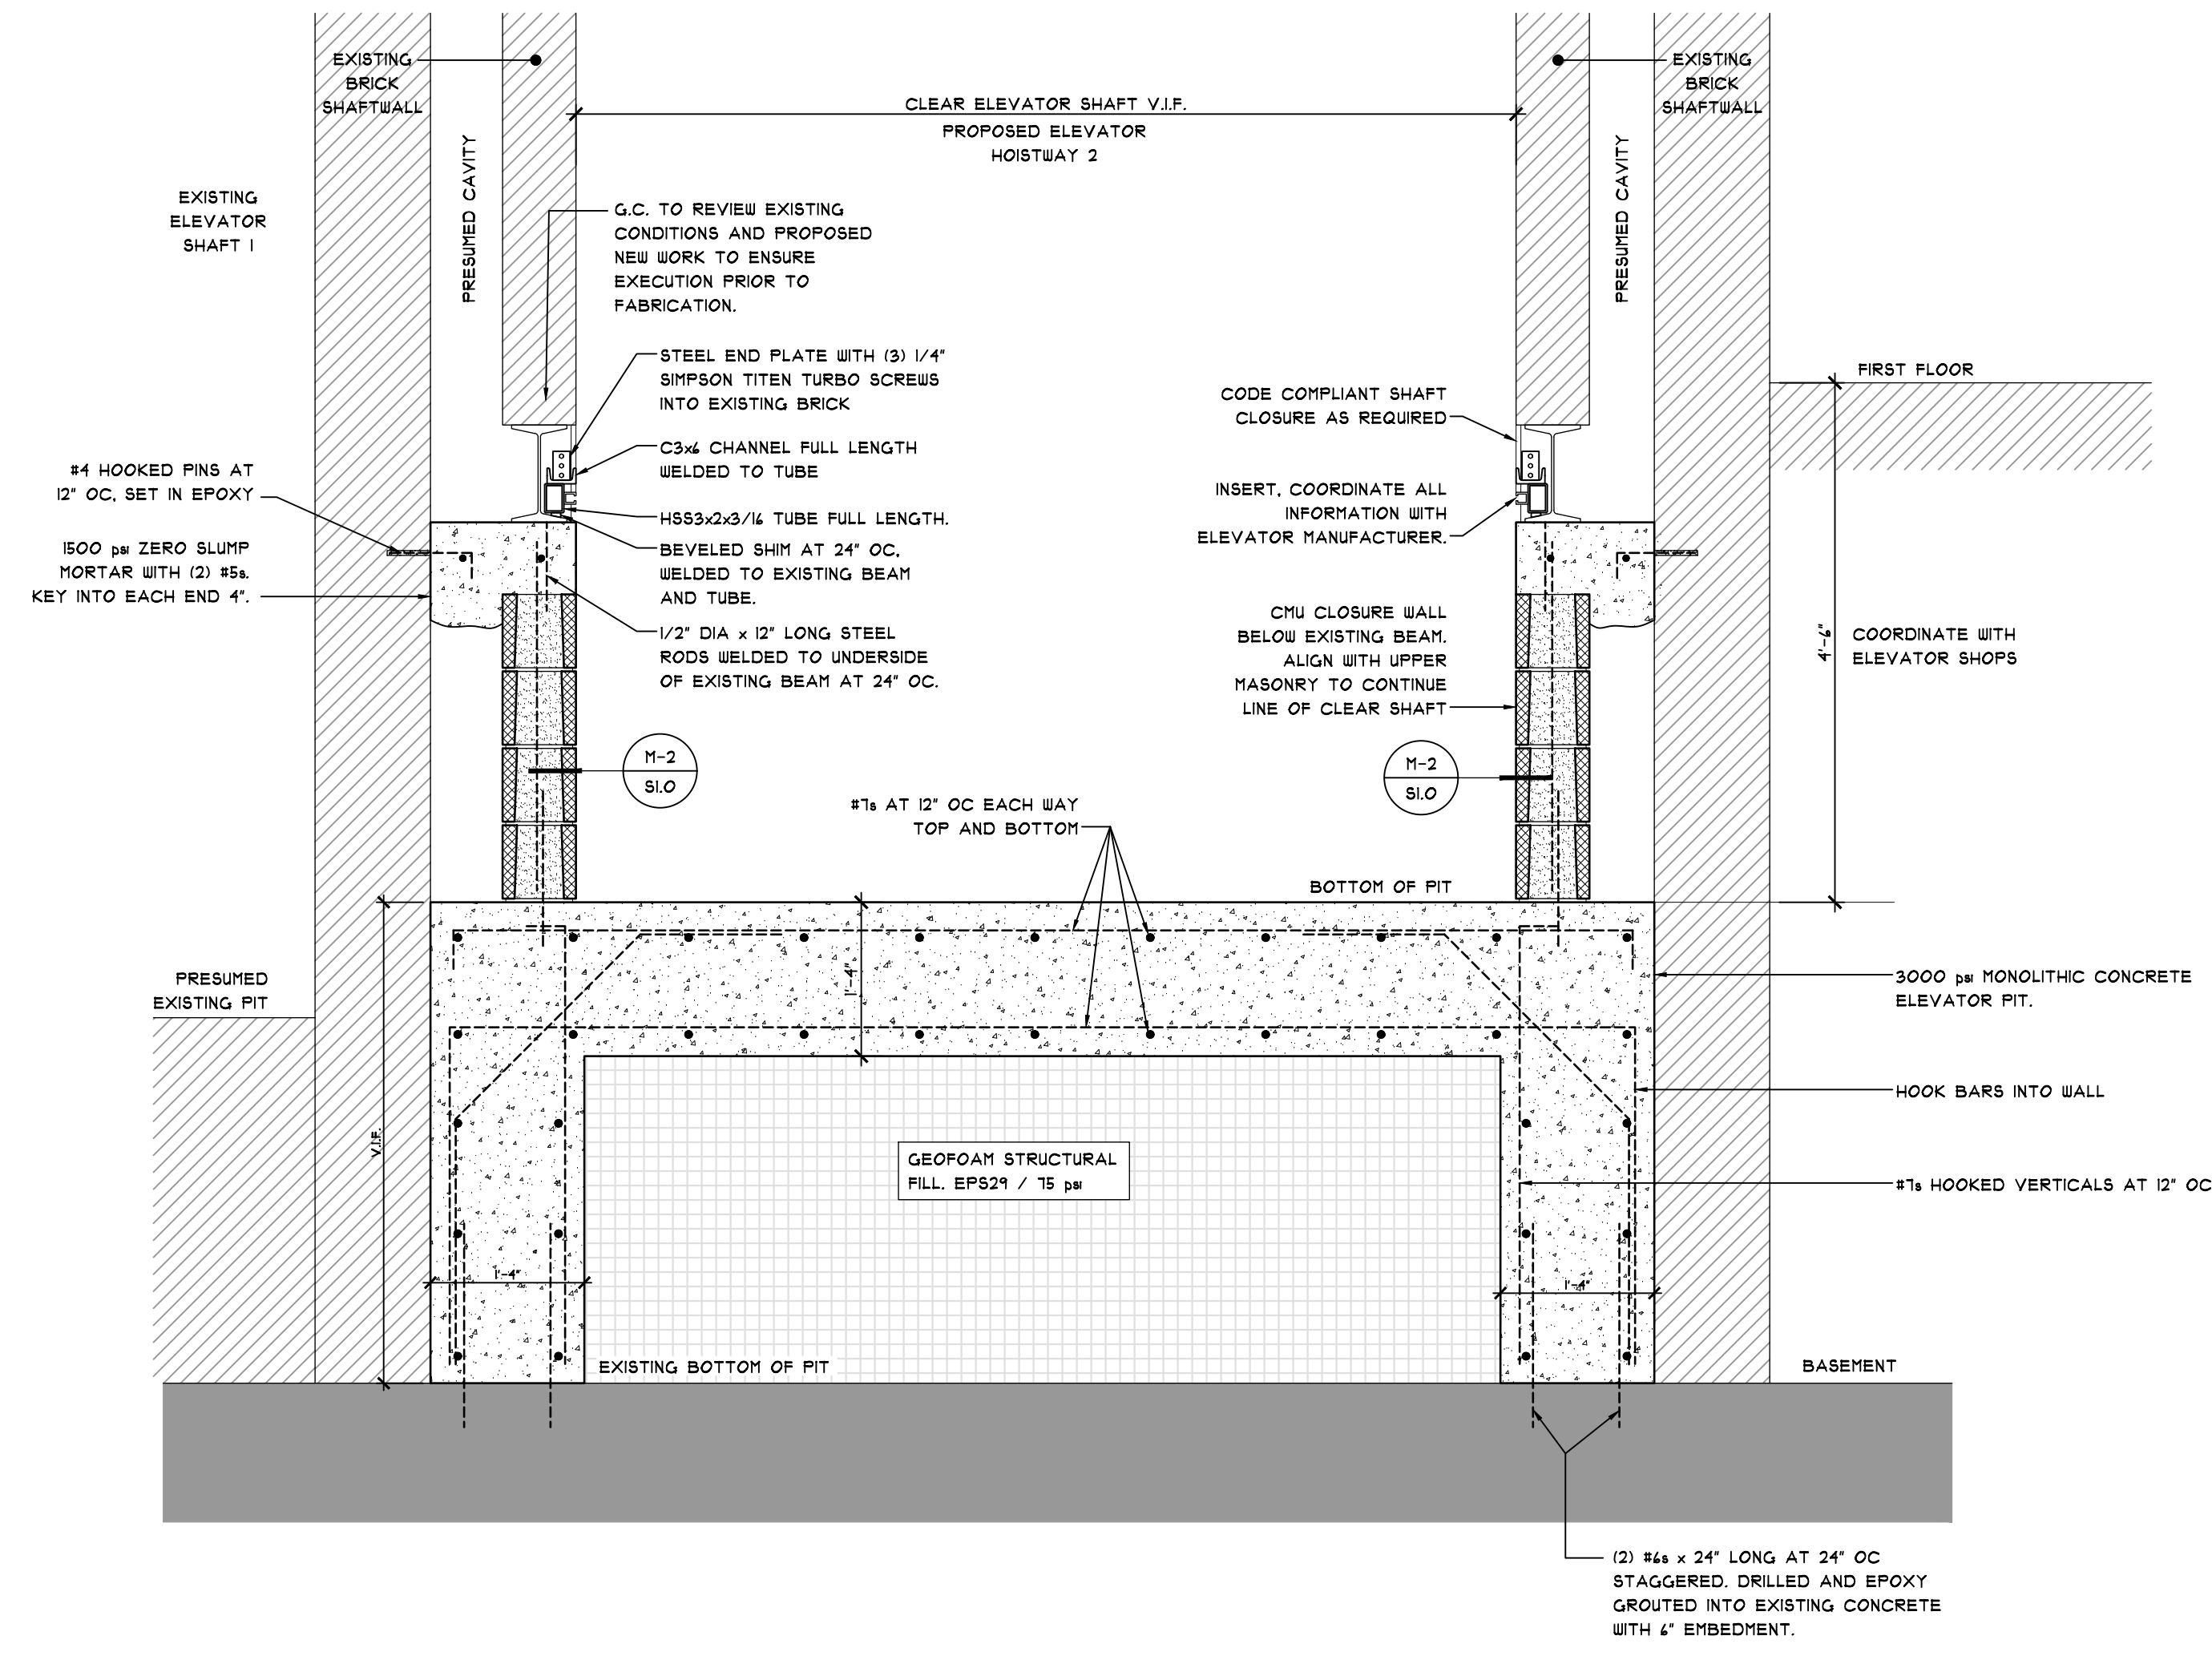 EXISTING
BRICK
SHAFTWALL
PRESUMED CAVITY
CLEAR ELEVATOR SHAFT V.I.F.
PROPOSED ELEVATOR
HOISTWAY 2
EXISTING
BRICK
SHAFTWALL
PRESUMED CAVITY
EXISTING
ELEVATOR
SHAFT 1
G.C. TO REVIEW EXISTING
CONDITIONS AND PROPOSED
NEW WORK TO ENSURE
EXECUTION PRIOR TO
FABRICATION.
STEEL END PLATE WITH (3) 1/4"
SIMPSON TITEN TURBO SCREWS
INTO EXISTING BRICK
C3x6 CHANNEL FULL LENGTH
WELDED TO TUBE
HSS3x2x3/16 TUBE FULL LENGTH.
BEVELED SHIM AT 24" OC,
WELDED TO EXISTING BEAM
AND TUBE.
1/2" DIA x 12" LONG STEEL
RODS WELDED TO UNDERSIDE
OF EXISTING BEAM AT 24" OC.
#4 HOOKED PINS AT
12" OC, SET IN EPOXY
1500 psi ZERO SLUMP
MORTAR WITH (2) #5s.
KEY INTO EACH END 4".
CODE COMPLIANT SHAFT
CLOSURE AS REQUIRED
INSERT, COORDINATE ALL
INFORMATION WITH
ELEVATOR MANUFACTURER.
CMU CLOSURE WALL
BELOW EXISTING BEAM.
ALIGN WITH UPPER
MASONRY TO CONTINUE
LINE OF CLEAR SHAFT
FIRST FLOOR
4'-6"
COORDINATE WITH
ELEVATOR SHOPS
M-2
S1.0
M-2
S1.0
#7s AT 12" OC EACH WAY
TOP AND BOTTOM
BOTTOM OF PIT
1'-4"
PRESUMED
EXISTING PIT
3000 psi MONOLITHIC CONCRETE
ELEVATOR PIT.
HOOK BARS INTO WALL
V.I.F.
GEOFOAM STRUCTURAL
FILL. EPS29 / 75 psi
#7s HOOKED VERTICALS AT 12" OC
1'-4"
1'-4"
EXISTING BOTTOM OF PIT
BASEMENT
(2) #6s x 24" LONG AT 24" OC
STAGGERED. DRILLED AND EPOXY
GROUTED INTO EXISTING CONCRETE
WITH 6" EMBEDMENT.